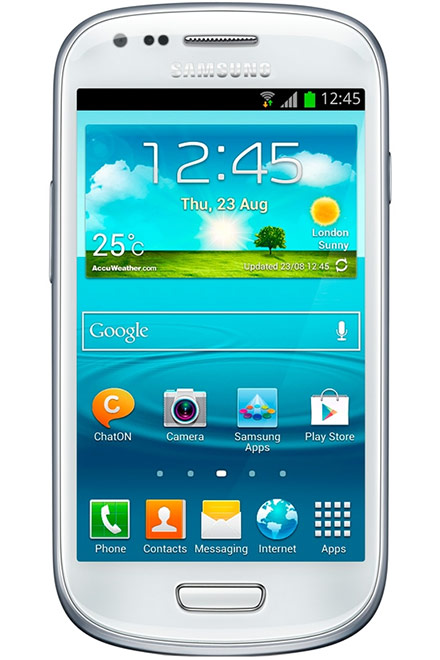 SAMSUNG
12:45
12:45
Thu, 23 Aug
London
Sunny
25°C
AccuWeather.com
Updated 23/08 12:45
Google
ChatON
Camera
Samsung
Apps
Play Store
Phone
Contacts
Messaging
Internet
Apps